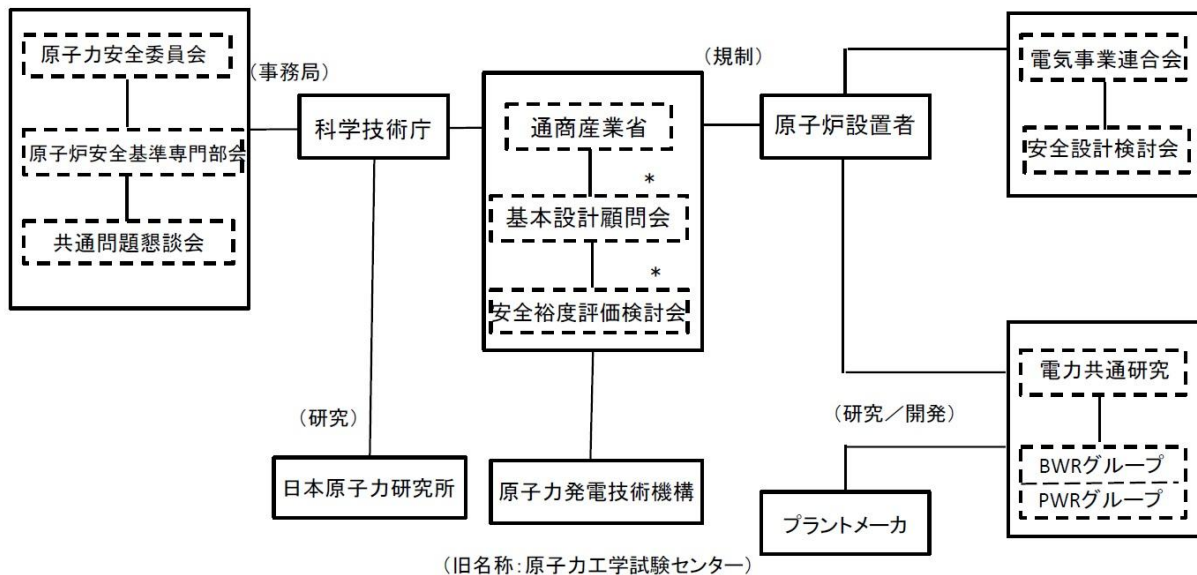 原子力安全委員会
原子炉安全基準専門部会
共通問題懇談会
（事務局）
科学技術庁
（研究）
日本原子力研究所
通商産業省
*
基本設計顧問会
*
安全裕度評価検討会
原子力発電技術機構
（旧名称：原子力工学試験センター）
（規制）
原子炉設置者
電気事業連合会
安全設計検討会
電力共通研究
BWRグループ
PWRグループ
（研究／開発）
プラントメーカ